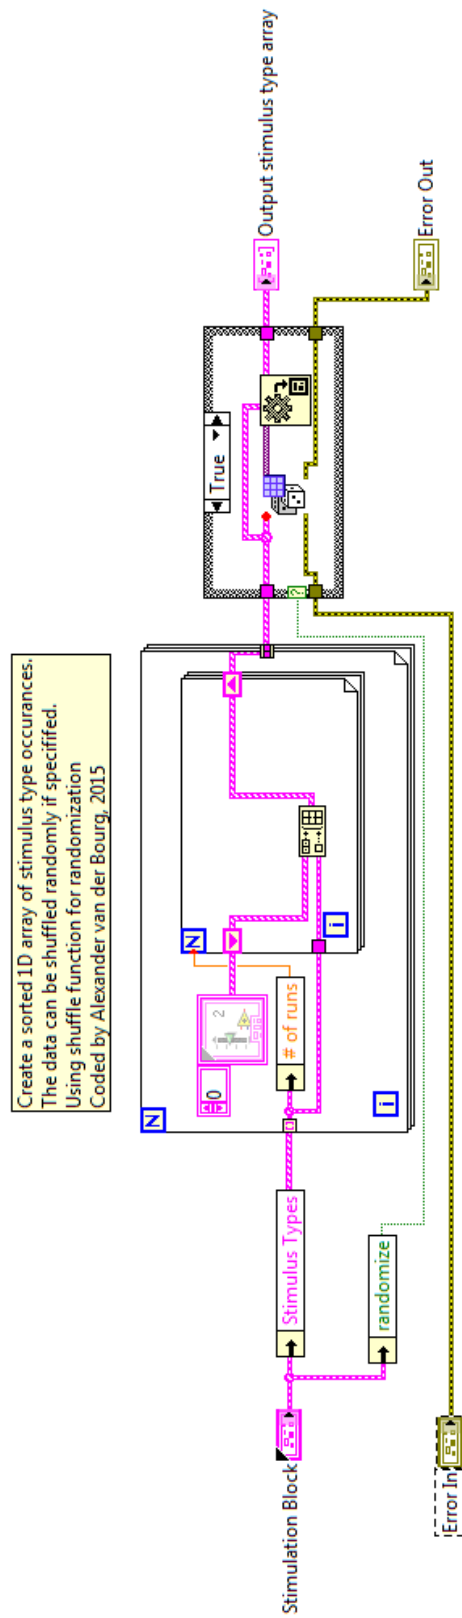 Create a sorted 1D array of stimulus type occurances.
The data can be shuffled randomly if speciffed.
Using shuffle function for randomization
Coded by Alexander van der Bourg, 2015
Stimulation Block
Stimulus Types
randomize
Error In
N
i
0
2
# of runs
N
i
True
?
Output stimulus type array
Error Out